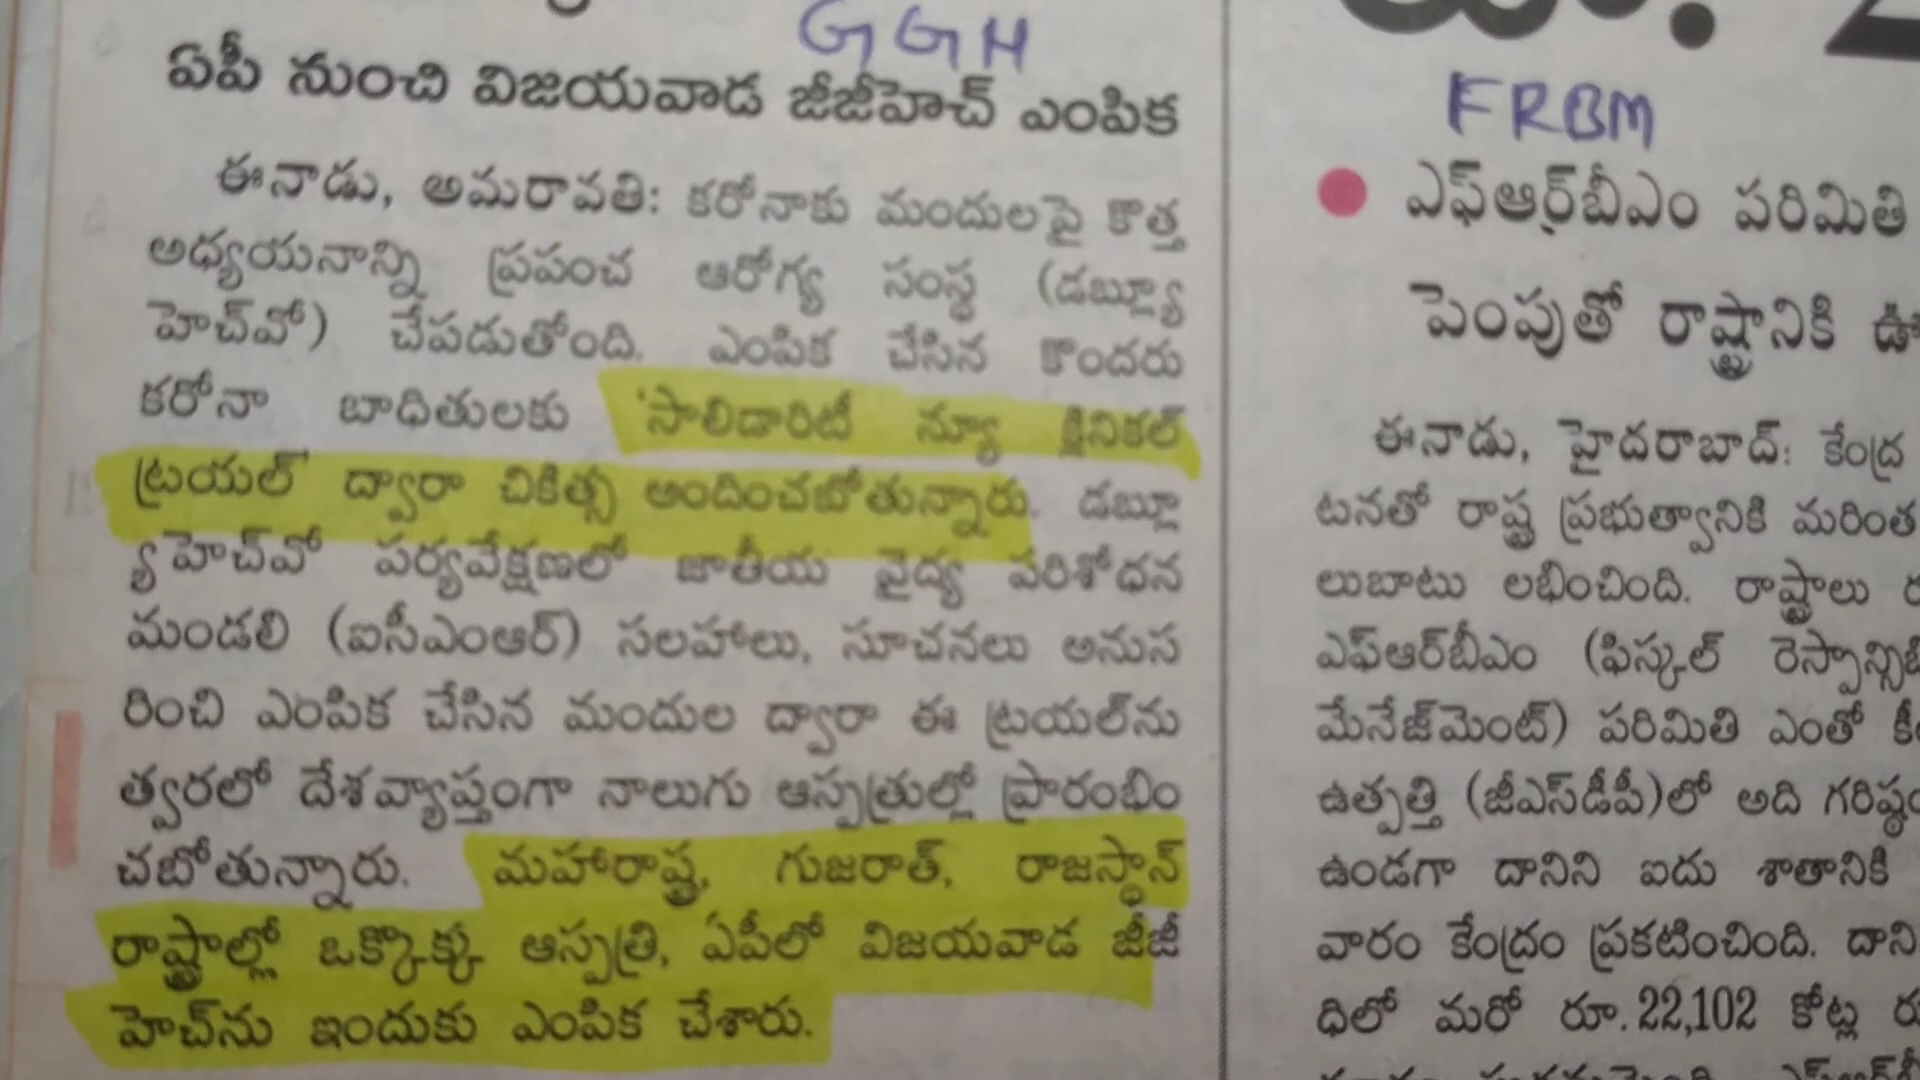 GGH
ఏపీ నుంచి విజయవాడ జీజీహెచ్ ఎంపిక
ఈనాడు, అమరావతి: కరోనాకు మందులపై కొత్త
అధ్యయనాన్ని ప్రపంచ ఆరోగ్య సంస్థ (డబ్ల్యూ
హెచ్‌వో) చేపడుతోంది. ఎంపిక చేసిన కొందరు
కరోనా బాధితులకు 'సాలిడారిటీ న్యూ క్లినికల్
ట్రయల్' ద్వారా చికిత్స అందించబోతున్నారు. డబ్లూ
్యహెచ్‌వో పర్యవేక్షణలో జాతీయ వైద్య పరిశోధన
మండలి (ఐసీఎంఆర్) సలహాలు, సూచనలు అనుస
రించి ఎంపిక చేసిన మందుల ద్వారా ఈ ట్రయల్‌ను
త్వరలో దేశవ్యాప్తంగా నాలుగు ఆస్పత్రుల్లో ప్రారంభిం
చబోతున్నారు. మహారాష్ట్ర, గుజరాత్, రాజస్థాన్
రాష్ట్రాల్లో ఒక్కొక్క ఆస్పత్రి, ఏపీలో విజయవాడ జీజీ
హెచ్‌ను ఇందుకు ఎంపిక చేశారు.
FRBM
● ఎఫ్ఆర్‌బీఎం పరిమితి
పెంపుతో రాష్ట్రానికి
ఈనాడు, హైదరాబాద్: కేంద్ర
టనతో రాష్ట్ర ప్రభుత్వానికి మరింత
లుబాటు లభించింది. రాష్ట్రాలు
ఎఫ్ఆర్‌బీఎం (ఫిస్కల్ రెస్పాన్సిబి
మేనేజ్‌మెంట్) పరిమితి ఎంతో
ఉత్పత్తి (జీఎస్‌డీపీ)లో అది గరిష్ఠం
ఉండగా దానిని ఐదు శాతానికి
వారం కేంద్రం ప్రకటించింది. దాని
ధిలో మరో రూ.22,102 కోట్ల